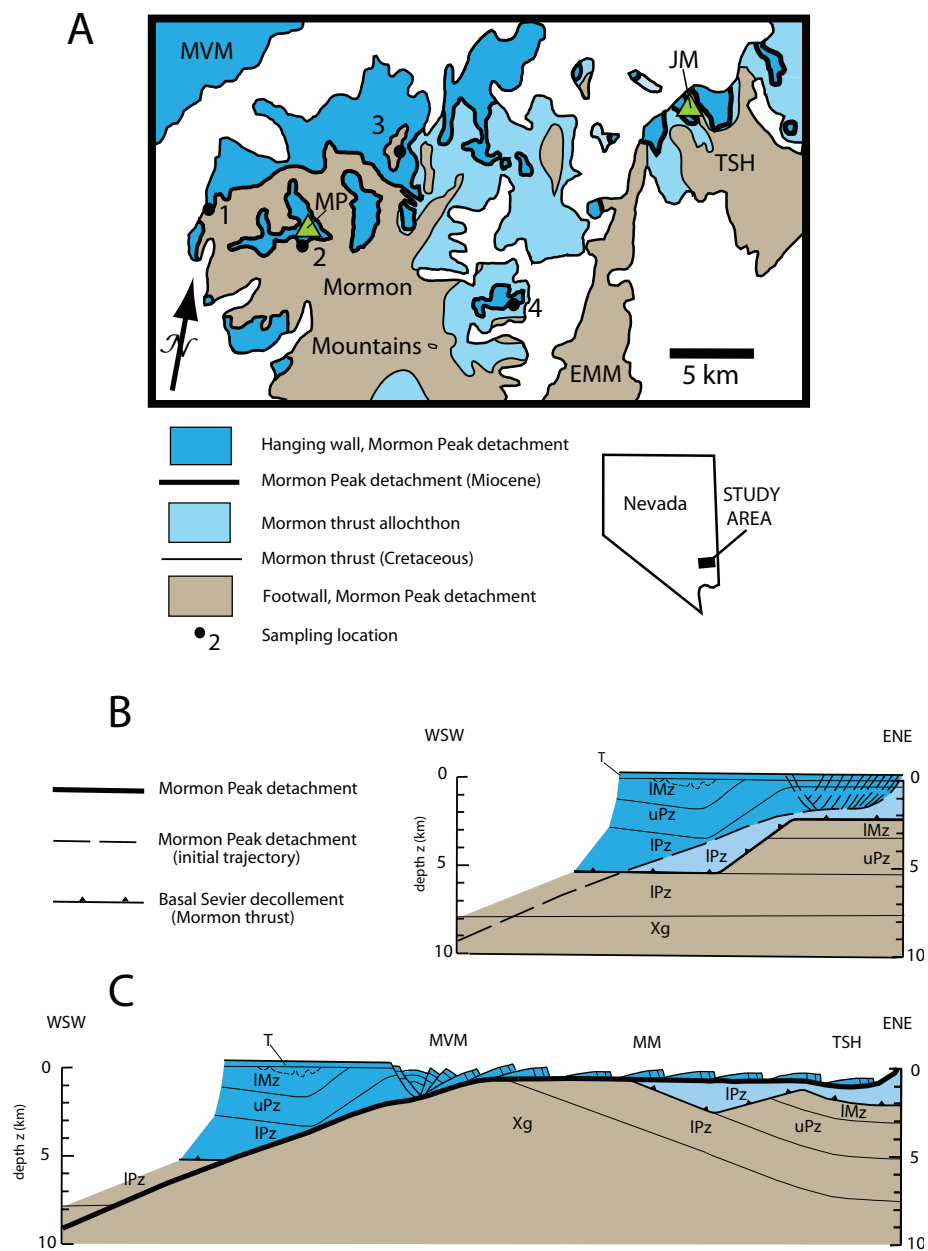 A
MVM
JM
3
TSH
1
MP
2
Mormon
4
Mountains
N
EMM
5 km
Hanging wall, Mormon Peak detachment
Mormon Peak detachment (Miocene)
Mormon thrust allochthon
Mormon thrust (Cretaceous)
Footwall, Mormon Peak detachment
2 Sampling location
Nevada
STUDY
AREA
B
WSW
ENE
T
Mormon Peak detachment
Mormon Peak detachment
(initial trajectory)
Basal Sevier decollement
(Mormon thrust)
depth z (km)
0
5
10
lMz
uPz
lPz
lPz
lMz
uPz
lPz
Xg
0
5
10
C
WSW
ENE
T
MVM
MM
TSH
depth z (km)
0
5
10
lMz
uPz
lPz
lPz
Xg
lPz
lPz
uPz
lMz
0
5
10